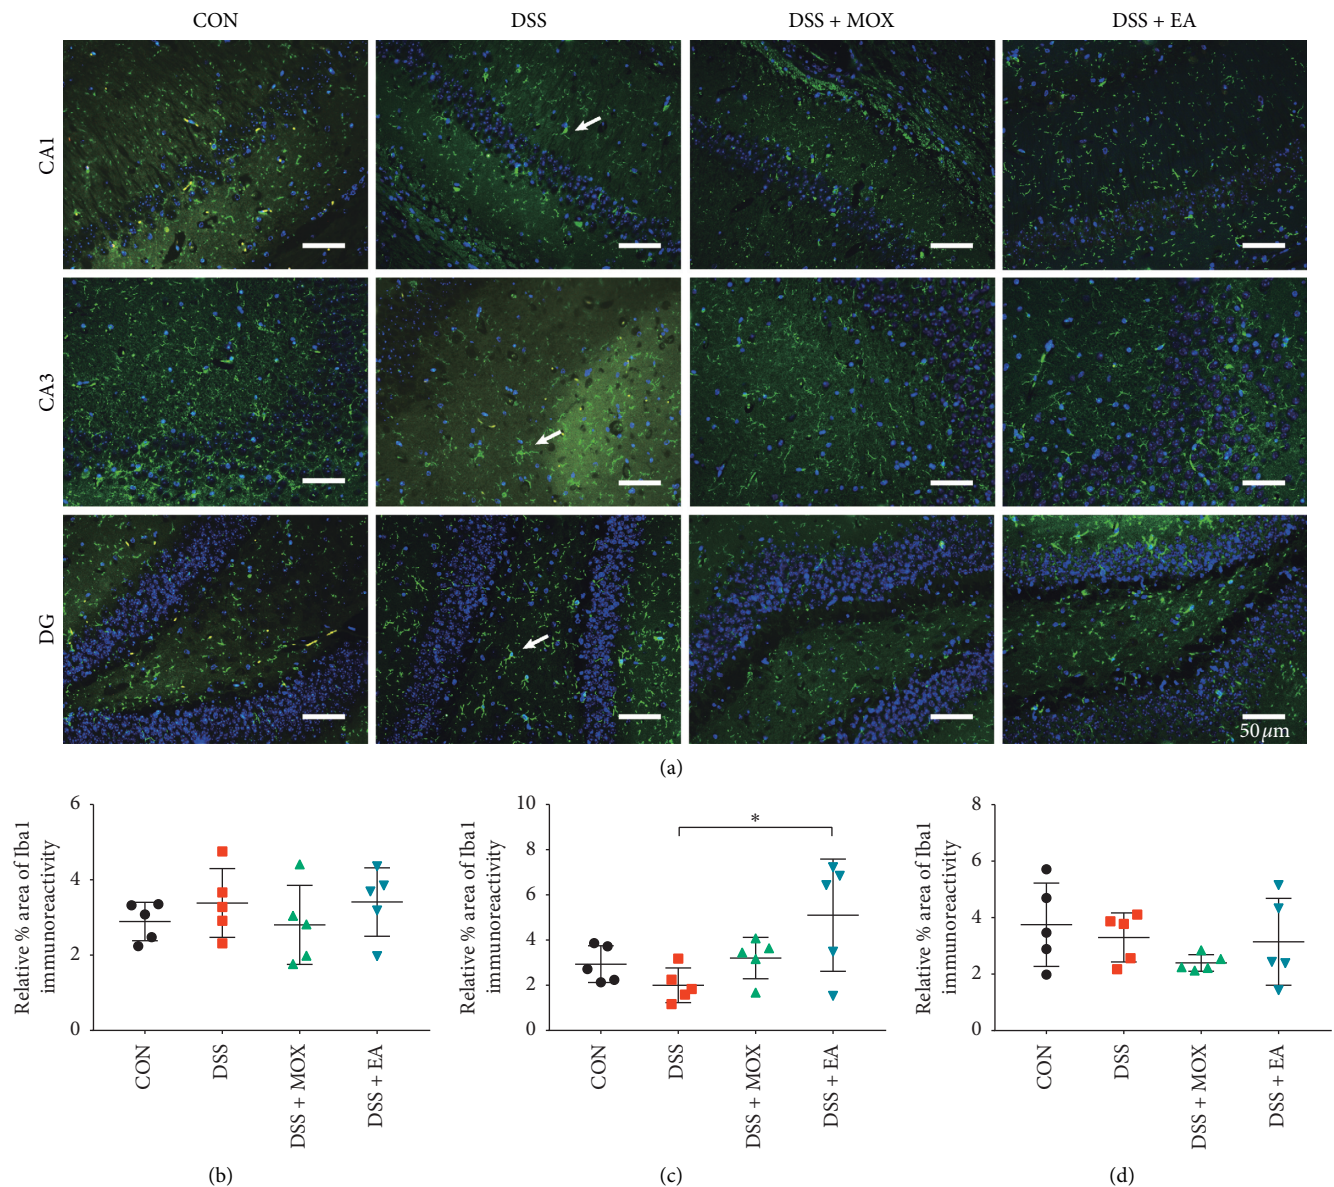 CON DSS DSS + MOX DSS + EA
CA1
CA3
DG
50 µm
(a)
Relative % area of Iba1
immunoreactivity
6
4
2
0
CON
DSS
DSS + MOX
DSS + EA
(b)
Relative % area of Iba1
immunoreactivity
10
8
6
4
2
0
*
CON
DSS
DSS + MOX
DSS + EA
(c)
Relative % area of Iba1
immunoreactivity
8
6
4
2
0
CON
DSS
DSS + MOX
DSS + EA
(d)